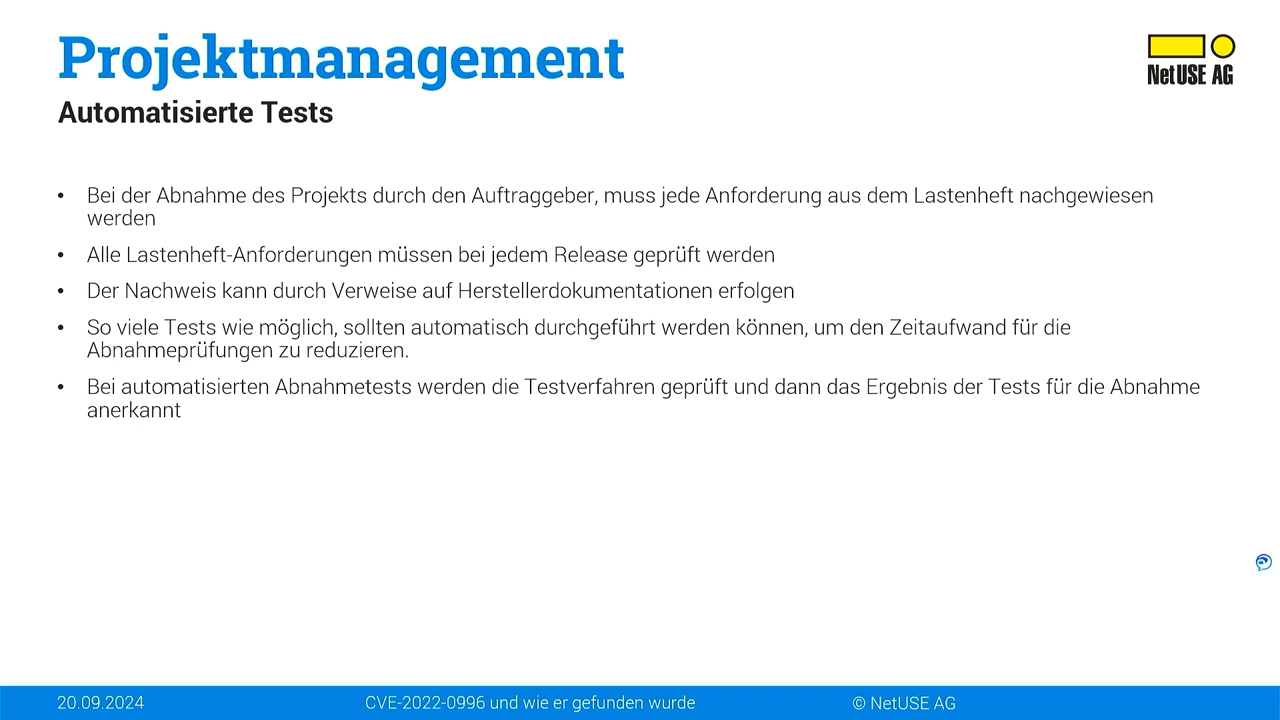 Projektmanagement
NetUSE AG
Automatisierte Tests
• Bei der Abnahme des Projekts durch den Auftraggeber, muss jede Anforderung aus dem Lastenheft nachgewiesen
werden
• Alle Lastenheft-Anforderungen müssen bei jedem Release geprüft werden
• Der Nachweis kann durch Verweise auf Herstellerdokumentationen erfolgen
• So viele Tests wie möglich, sollten automatisch durchgeführt werden können, um den Zeitaufwand für die
Abnahmeprüfungen zu reduzieren.
• Bei automatisierten Abnahmetests werden die Testverfahren geprüft und dann das Ergebnis der Tests für die Abnahme
anerkannt
20.09.2024 CVE-2022-0996 und wie er gefunden wurde © NetUSE AG